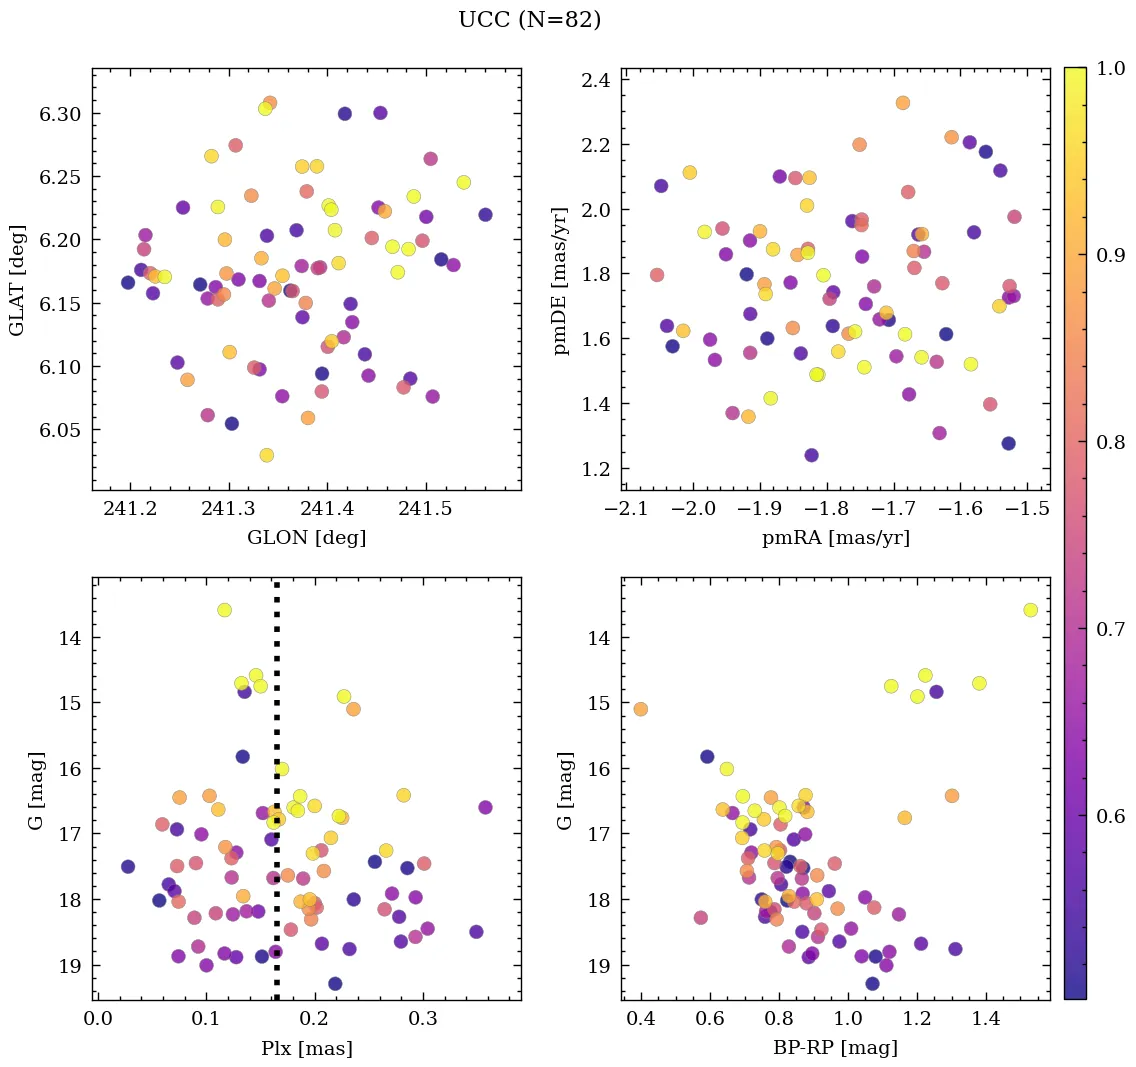 UCC (N=82)
6.30
6.25
6.20
6.15
6.10
6.05
GLAT [deg]
241.2 241.3 241.4 241.5
GLON [deg]
2.4
2.2
2.0
1.8
1.6
1.4
1.2
pmDE [mas/yr]
−2.1 −2.0 −1.9 −1.8 −1.7 −1.6 −1.5
pmRA [mas/yr]
14
15
16
17
18
19
G [mag]
0.0 0.1 0.2 0.3
Plx [mas]
14
15
16
17
18
19
G [mag]
0.4 0.6 0.8 1.0 1.2 1.4
BP-RP [mag]
1.0
0.9
0.8
0.7
0.6